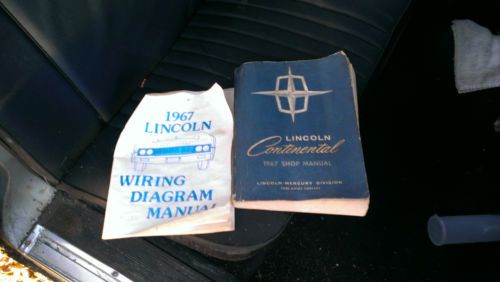 1967
LINCOLN
WIRING
DIAGRAM
MANUAL
LINCOLN
Continental
1967 SHOP MANUAL
LINCOLN-MERCURY DIVISION